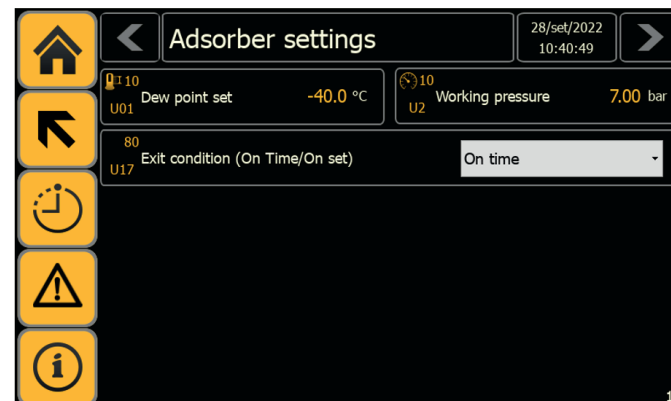 Adsorber settings
28/set/2022
10:40:49
10
U01
Dew point set
-40.0 °C
10
U2
Working pressure
7.00 bar
80
U17
Exit condition (On Time/On set)
On time
i